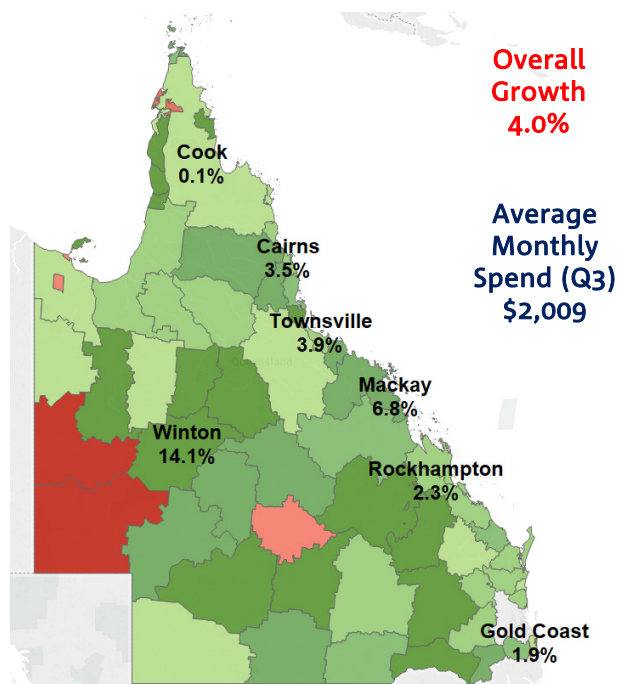 Overall
Growth
4.0%
Cook
0.1%
Average
Monthly
Spend (Q3)
$2,009
Cairns
3.5%
Townsville
3.9%
Queensland
Mackay
6.8%
Winton
14.1%
Rockhampton
2.3%
Gold Coast
1.9%